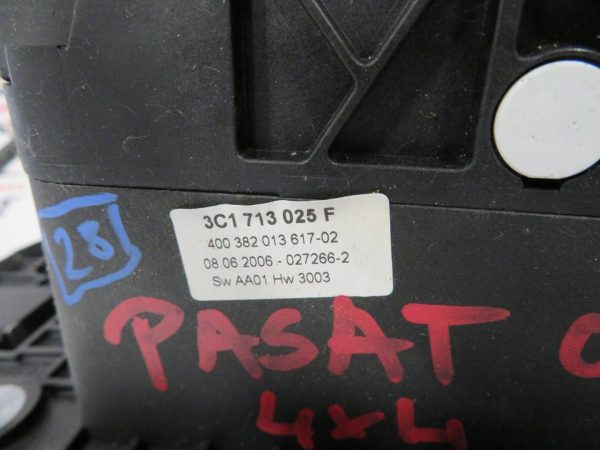 3C1 713 025 F
400 382 013 617-02
08.06.2006 - 027266-2
Sw AA01 Hw 3003
28
PASAT
4x4